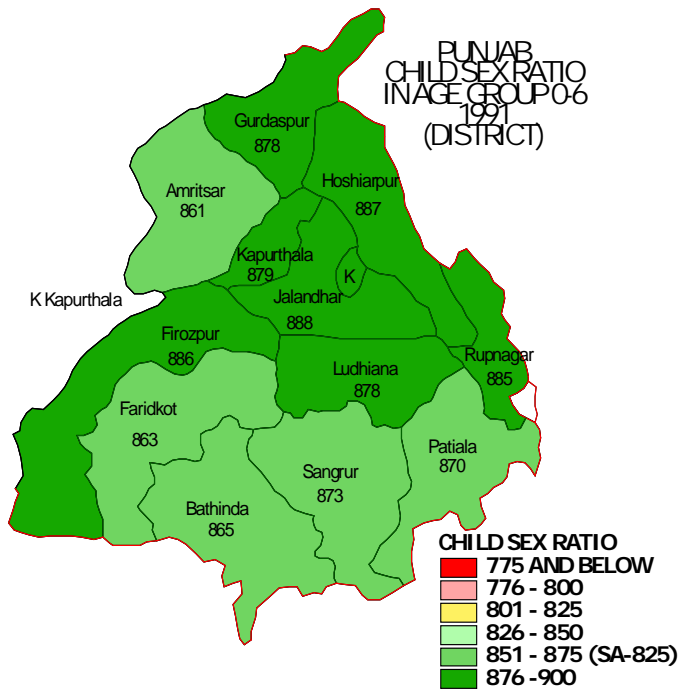 PUNJAB
CHILD SEX RATIO
IN AGE GROUP 0-6
1991
(DISTRICT)
Gurdaspur
878
Amritsar
861
Hoshiarpur
887
Kapurthala
879
K
K Kapurthala
Jalandhar
888
Firozpur
886
Ludhiana
878
Rupnagar
885
Faridkot
863
Patiala
870
Sangrur
873
Bathinda
865
CHILD SEX RATIO
775 AND BELOW
776 - 800
801 - 825
826 - 850
851 - 875 (SA-825)
876 -900